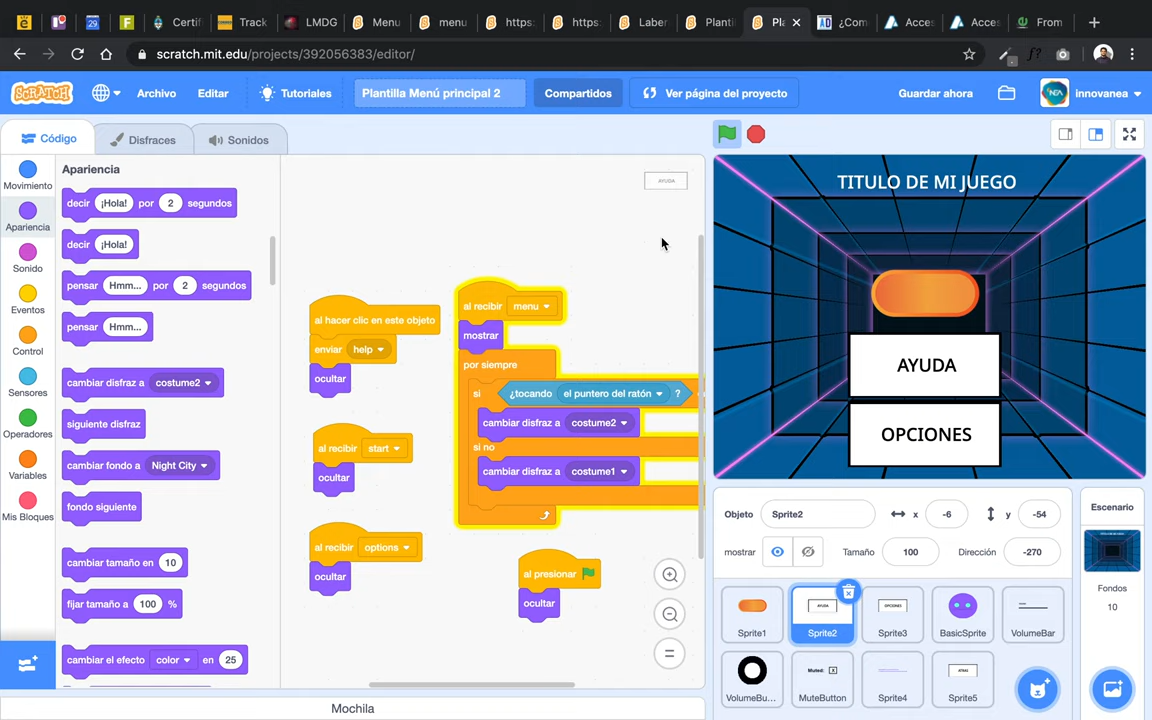 Certif
Track
LMDG
Menu
menu
https:
https:
Laber
Planti
Pla
¿Com
Acces
Acces
From
scratch.mit.edu/projects/392056383/editor/
SCRATCH
Archivo
Editar
Tutoriales
Plantilla Menú principal 2
Compartidos
Ver página del proyecto
Guardar ahora
innovanea
Código
Disfraces
Sonidos
Movimiento
Apariencia
Sonido
Eventos
Control
Sensores
Operadores
Variables
Mis Bloques
Apariencia
decir ¡Hola! por 2 segundos
decir ¡Hola!
pensar Hmm... por 2 segundos
pensar Hmm...
cambiar disfraz a costume2
siguiente disfraz
cambiar fondo a Night City
fondo siguiente
cambiar tamaño en 10
fijar tamaño a 100 %
cambiar el efecto color en 25
AYUDA
al hacer clic en este objeto
enviar help
ocultar
al recibir start
ocultar
al recibir options
ocultar
al recibir menu
mostrar
por siempre
si ¿tocando el puntero del ratón ?
cambiar disfraz a costume2
si no
cambiar disfraz a costume1
al presionar
ocultar
Mochila
TITULO DE MI JUEGO
AYUDA
OPCIONES
Objeto Sprite2 x -6 y -54
mostrar Tamaño 100 Dirección -270
Sprite1
AYUDA
Sprite2
OPCIONES
Sprite3
BasicSprite
VolumeBar
VolumeBu...
Muted: [X]
MuteButton
Sprite4
ATRAS
Sprite5
Escenario
Fondos
10